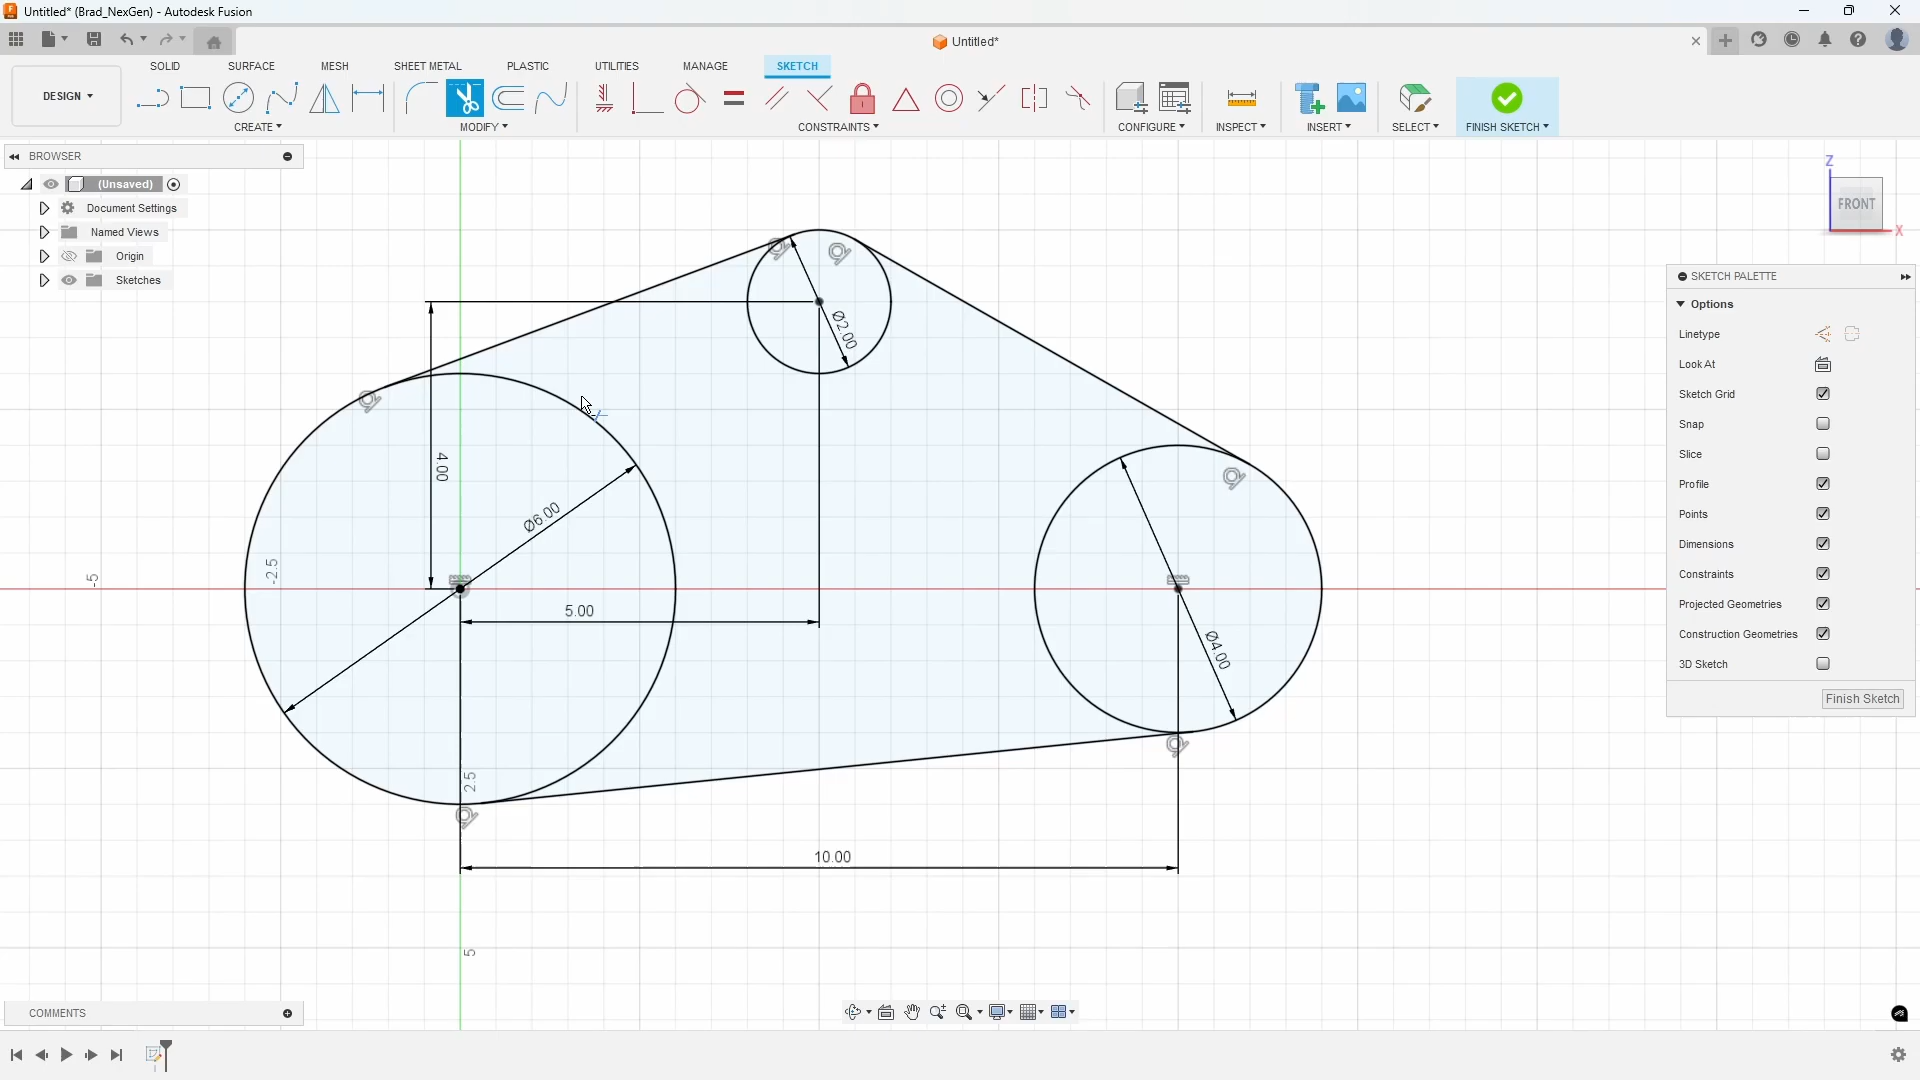 Untitled* (Brad_NexGen) - Autodesk Fusion
Untitled*
DESIGN
SOLID SURFACE MESH SHEET METAL PLASTIC UTILITIES MANAGE SKETCH
CREATE MODIFY CONSTRAINTS CONFIGURE INSPECT INSERT SELECT FINISH SKETCH
BROWSER
(Unsaved)
Document Settings
Named Views
Origin
Sketches
Z
FRONT
X
SKETCH PALETTE
Options
Linetype
Look At
Sketch Grid
Snap
Slice
Profile
Points
Dimensions
Constraints
Projected Geometries
Construction Geometries
3D Sketch
Finish Sketch
Ø2.00
4.00
Ø6.00
-5
-2.5
5.00
Ø4.00
2.5
10.00
5
COMMENTS